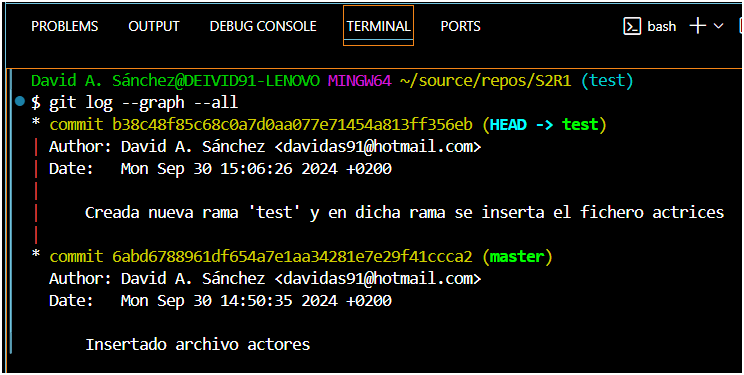 PROBLEMS OUTPUT DEBUG CONSOLE TERMINAL PORTS bash
David A. Sánchez@DEIVID91-LENOVO MINGW64 ~/source/repos/S2R1 (test)
$ git log --graph --all
* commit b38c48f85c68c0a7d0aa077e71454a813ff356eb (HEAD -> test)
| Author: David A. Sánchez <davidas91@hotmail.com>
| Date:   Mon Sep 30 15:06:26 2024 +0200
|
|     Creada nueva rama 'test' y en dicha rama se inserta el fichero actrices
|
* commit 6abd6788961df654a7e1aa34281e7e29f41ccca2 (master)
  Author: David A. Sánchez <davidas91@hotmail.com>
  Date:   Mon Sep 30 14:50:35 2024 +0200
      Insertado archivo actores